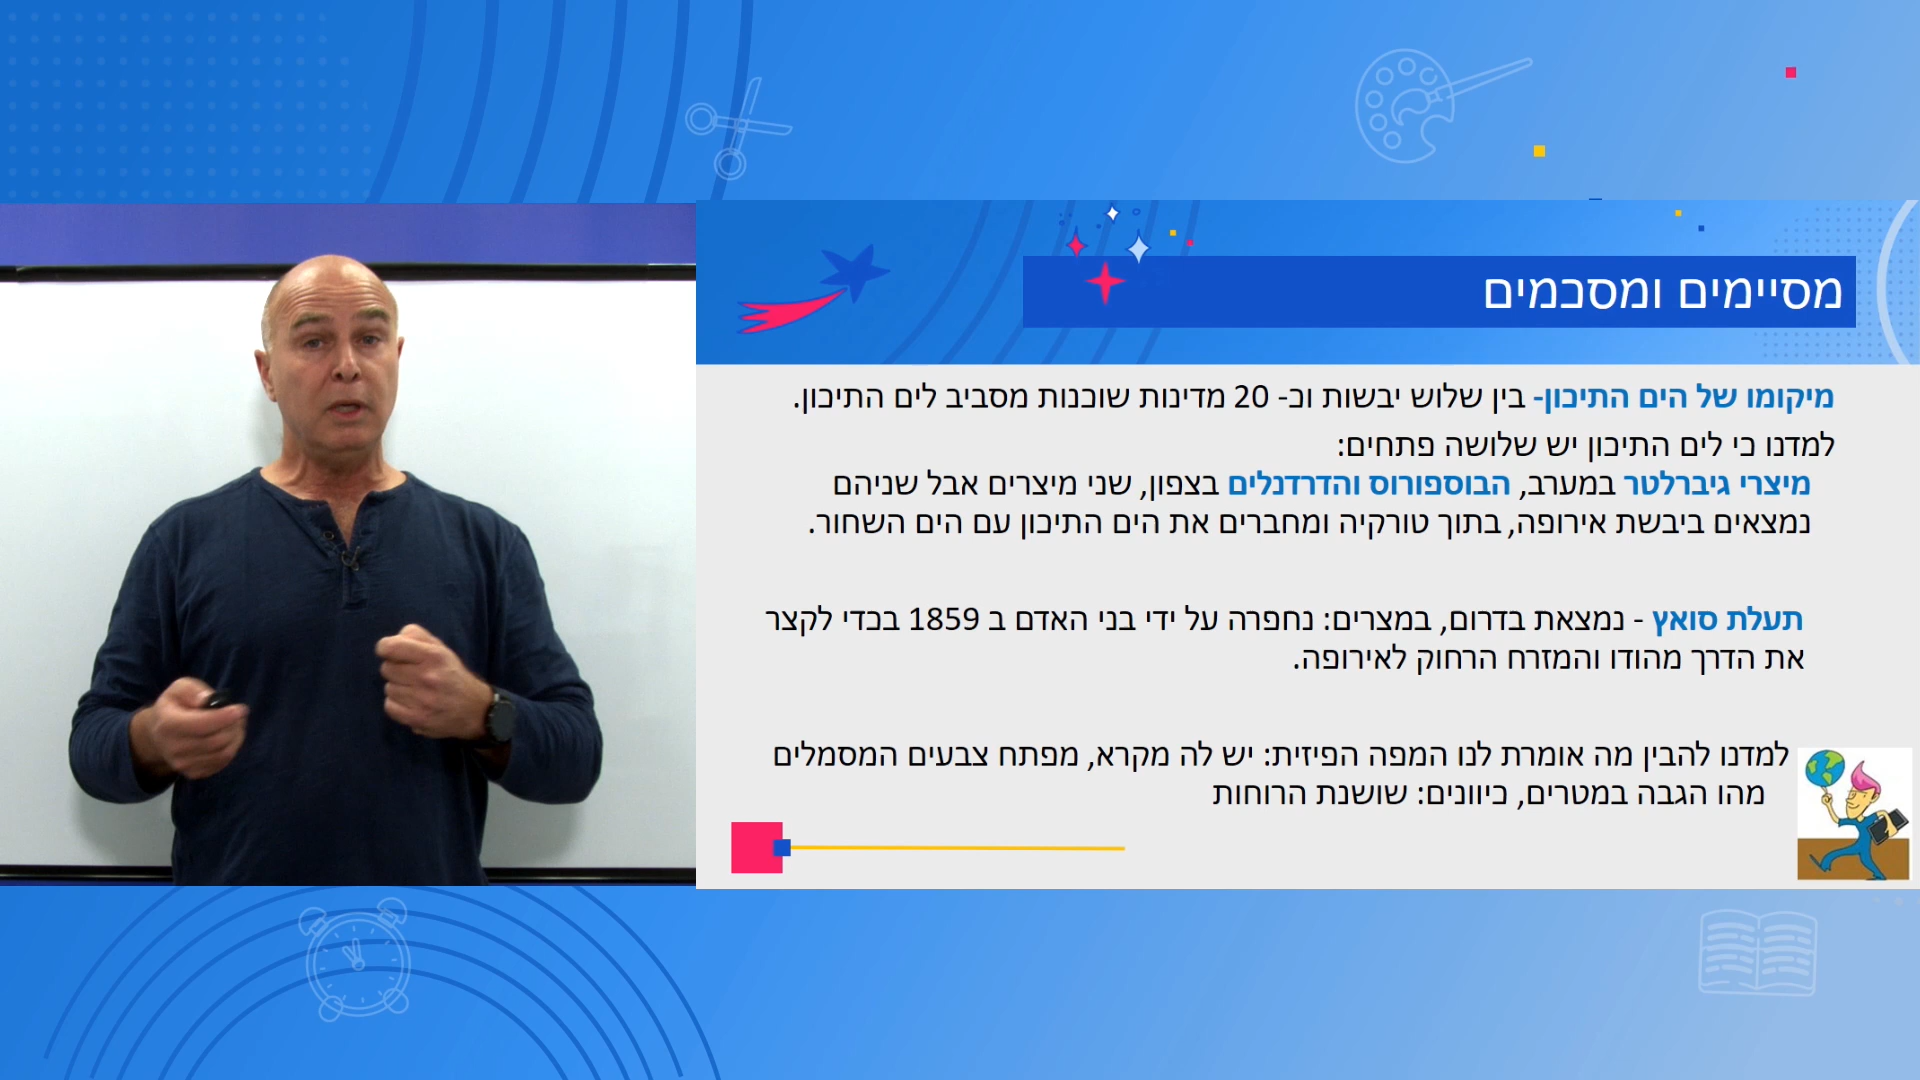 מסיימים ומסכמים
מיקומו של הים התיכון- בין שלוש יבשות וכ- 20 מדינות שוכנות מסביב לים התיכון.
למדנו כי לים התיכון יש שלושה פתחים:
מיצרי גיברלטר במערב, הבוספורוס והדרדנלים בצפון, שני מיצרים אבל שניהם
נמצאים ביבשת אירופה, בתוך טורקיה ומחברים את הים התיכון עם הים השחור.
תעלת סואץ - נמצאת בדרום, במצרים: נחפרה על ידי בני האדם ב 1859 בכדי לקצר
את הדרך מהודו והמזרח הרחוק לאירופה.
למדנו להבין מה אומרת לנו המפה הפיזית: יש לה מקרא, מפתח צבעים המסמלים
מהו הגבה במטרים, כיוונים: שושנת הרוחות